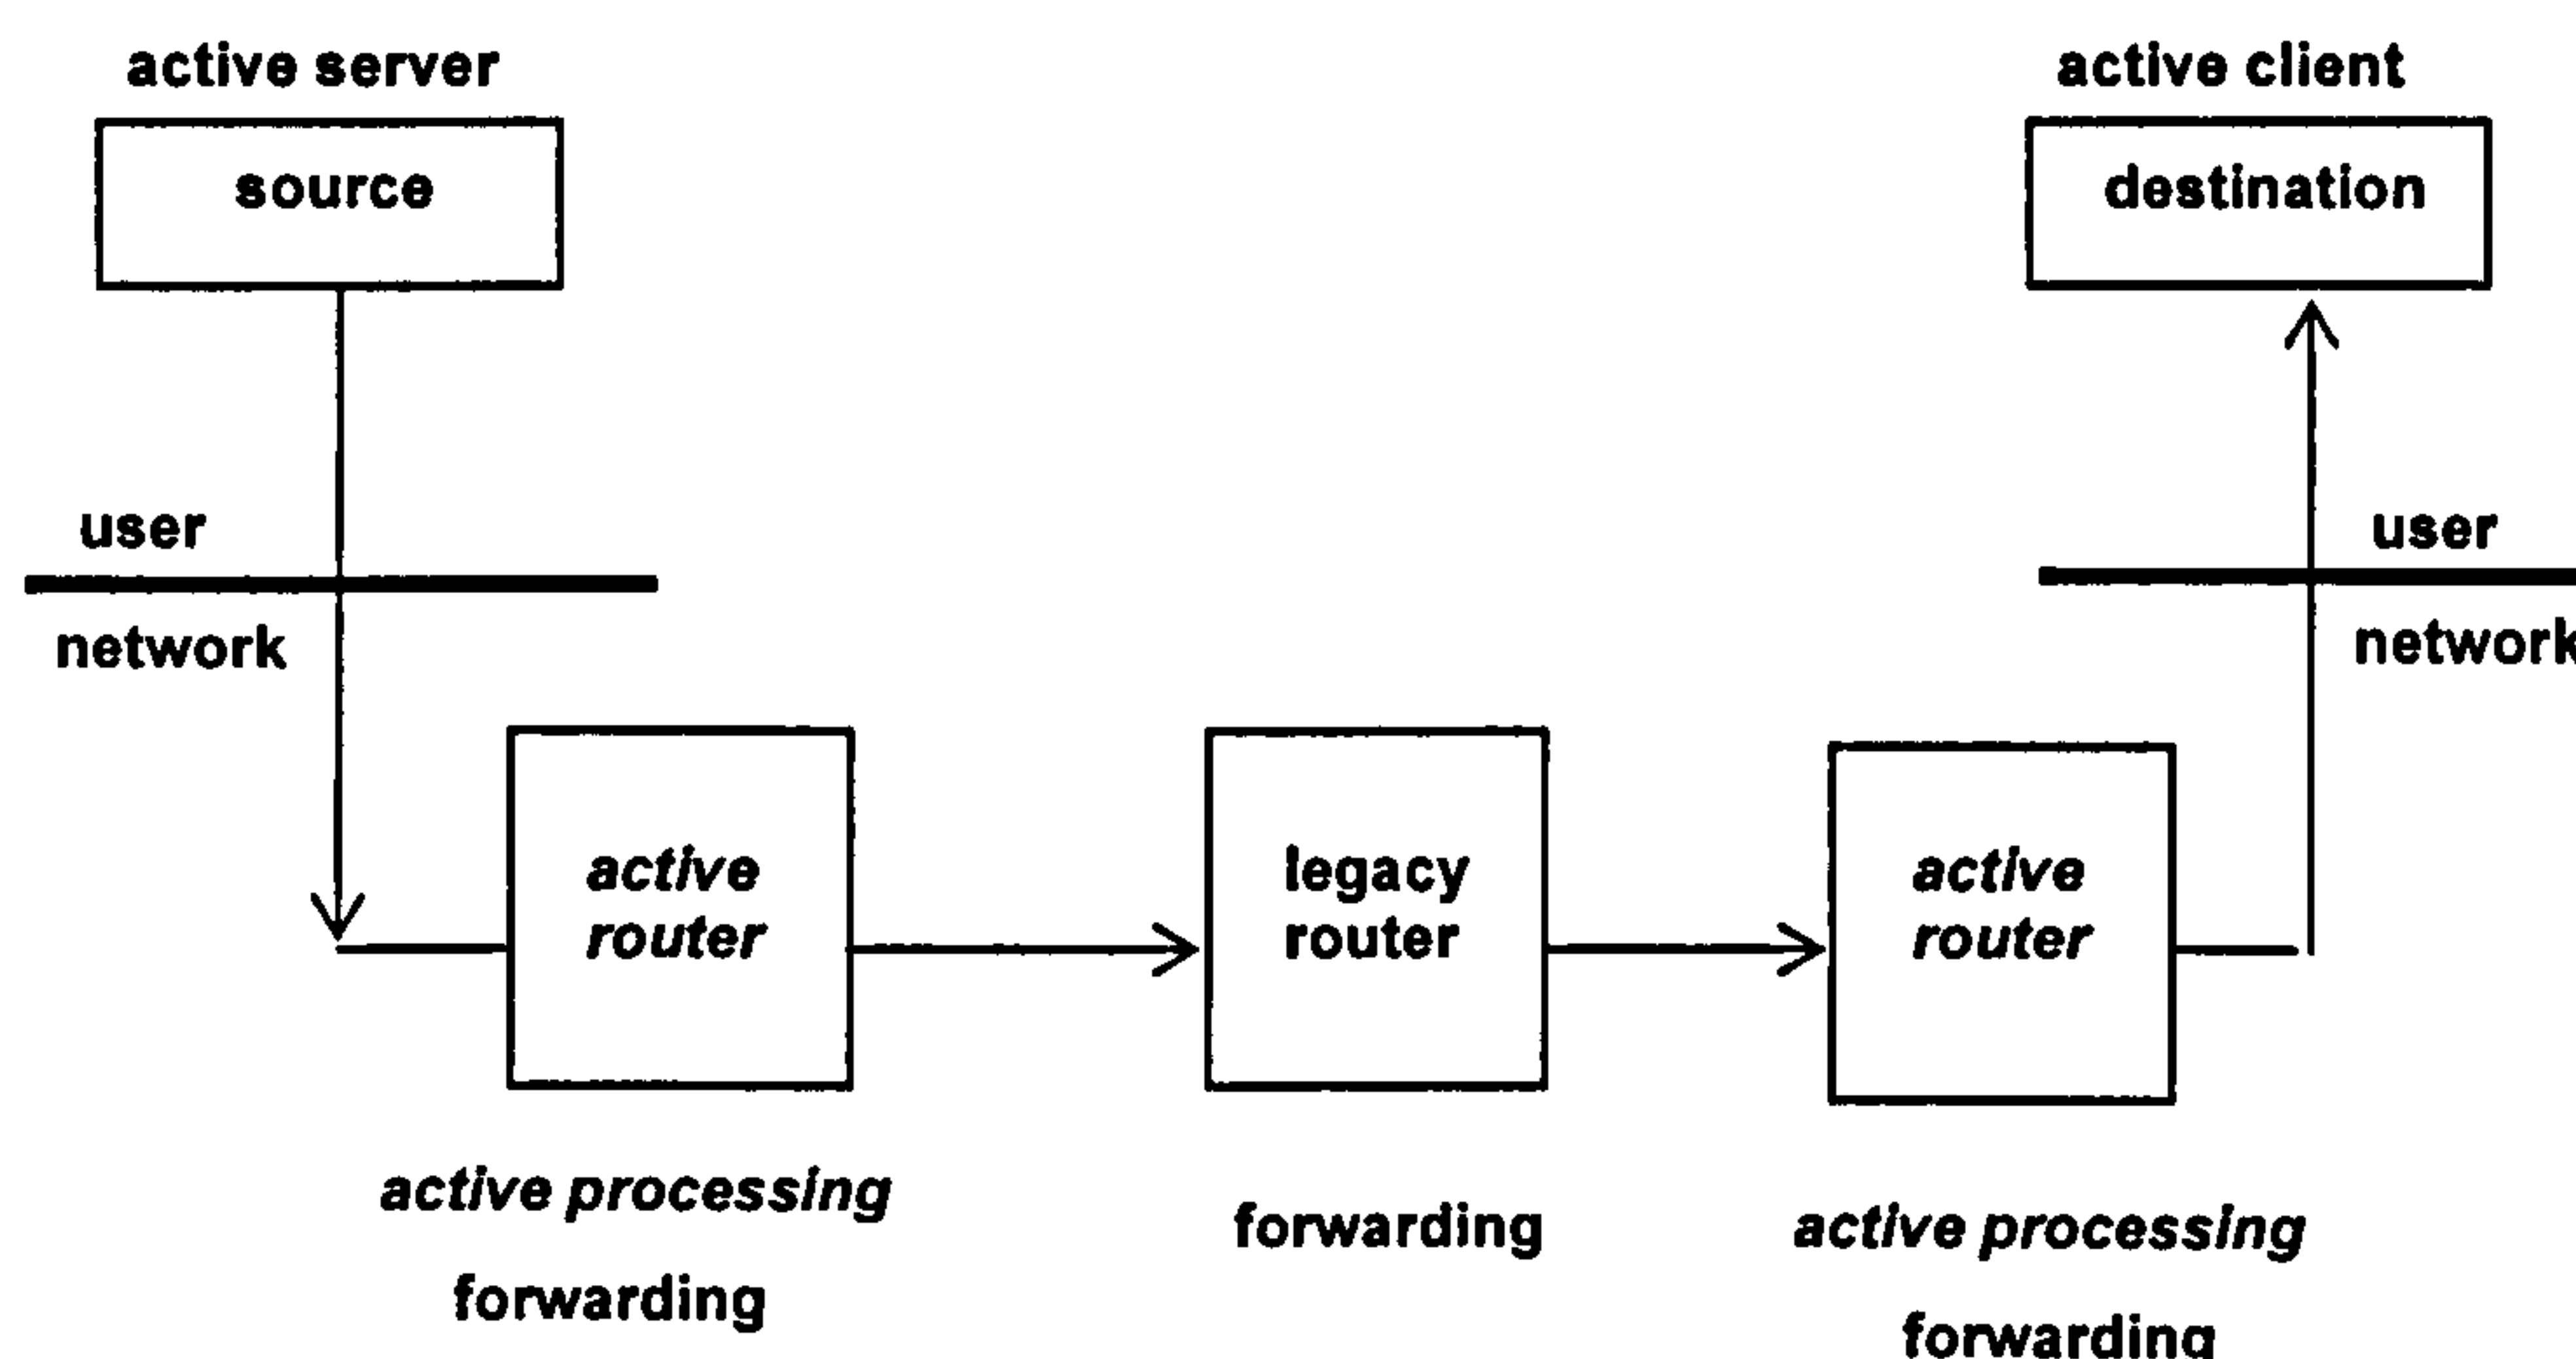 active server
active client
source
destination
user
user
network
network
active
router
legacy
router
active
router
active processing
forwarding
forwarding
active processing
forwarding